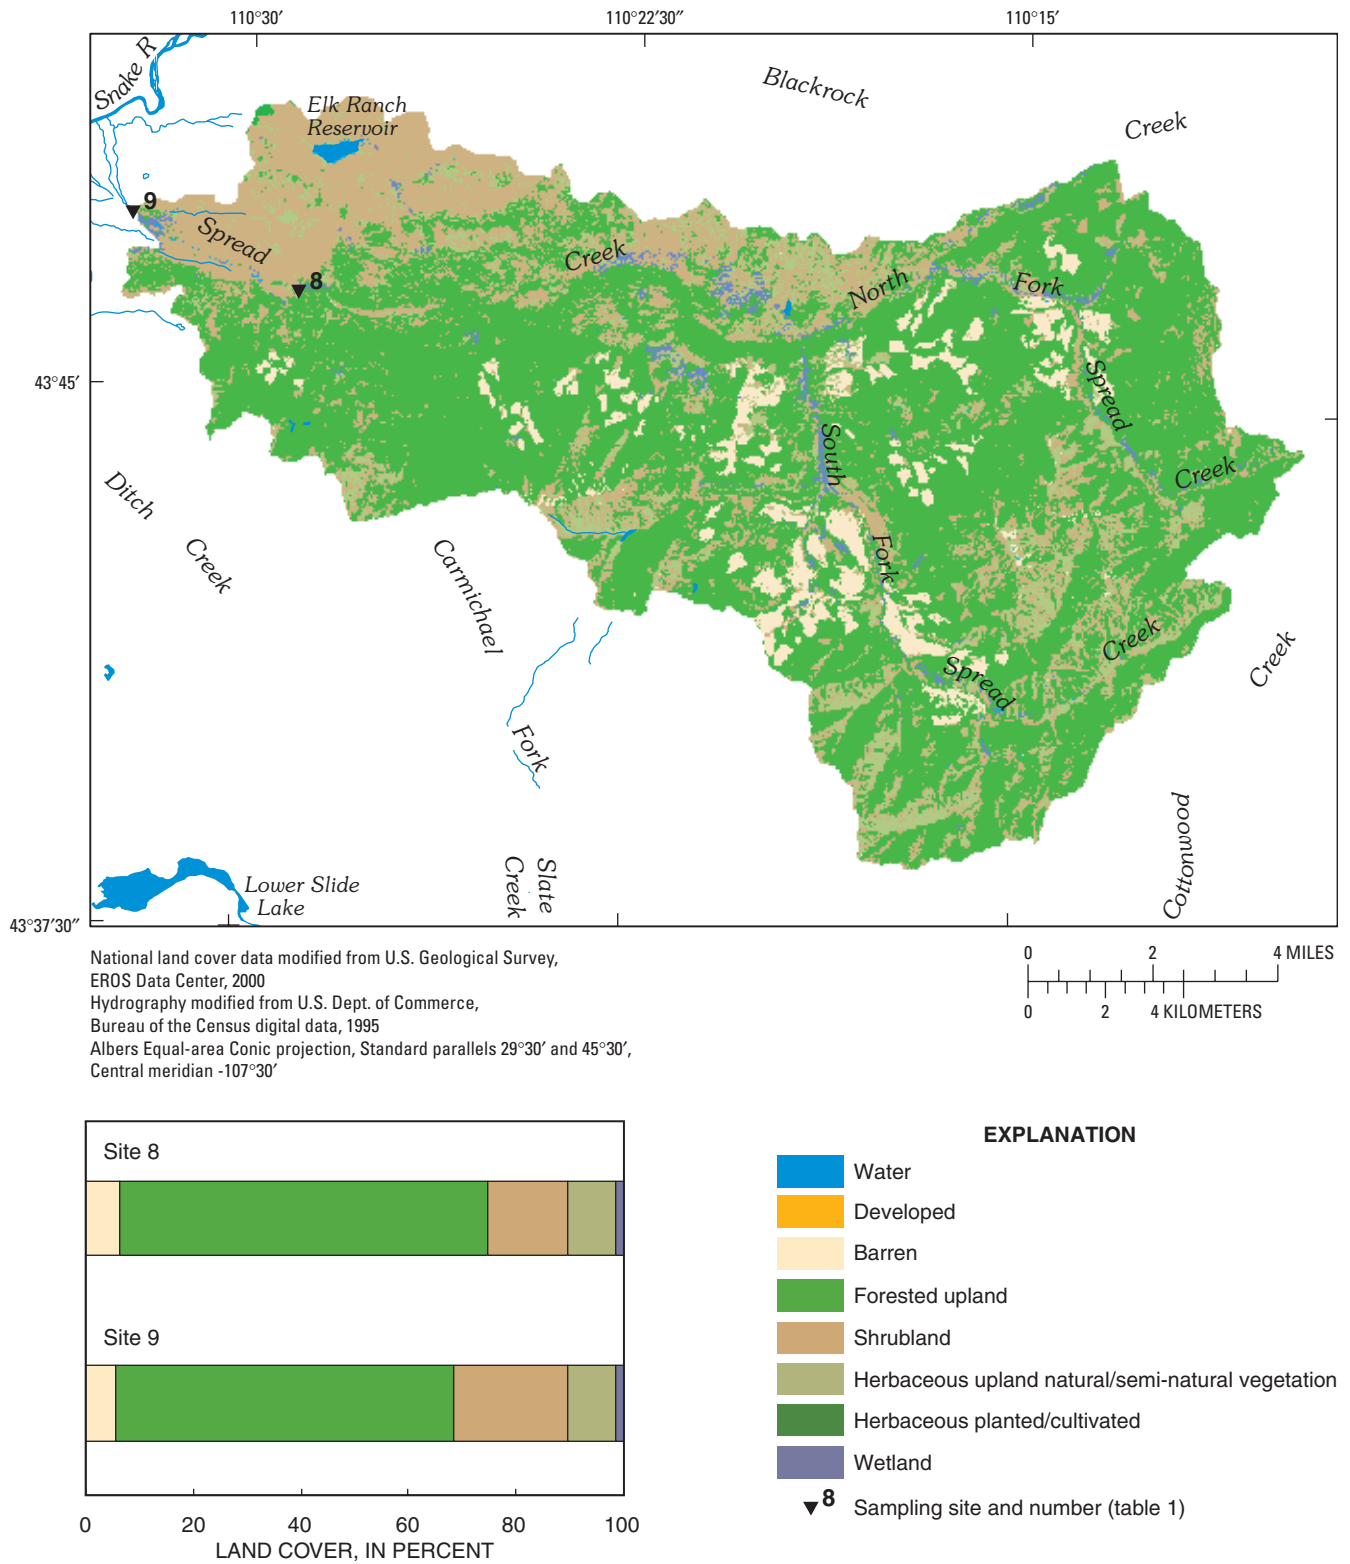 110°30′
110°22′30″
110°15′
Snake R
Blackrock
Creek
Elk Ranch
Reservoir
9
Spread
8
Creek
North
Fork
43°45′
Spread
South
Creek
Ditch
Creek
Carmichael
Fork
Creek
Creek
Spread
Fork
Cottonwood
Slate
Creek
Lower Slide
Lake
43°37′30″
National land cover data modified from U.S. Geological Survey,
EROS Data Center, 2000
Hydrography modified from U.S. Dept. of Commerce,
Bureau of the Census digital data, 1995
Albers Equal-area Conic projection, Standard parallels 29°30′ and 45°30′,
Central meridian -107°30′
0 2 4 MILES
0 2 4 KILOMETERS
Site 8
Site 9
0 20 40 60 80 100
LAND COVER, IN PERCENT
EXPLANATION
Water
Developed
Barren
Forested upland
Shrubland
Herbaceous upland natural/semi-natural vegetation
Herbaceous planted/cultivated
Wetland
8 Sampling site and number (table 1)